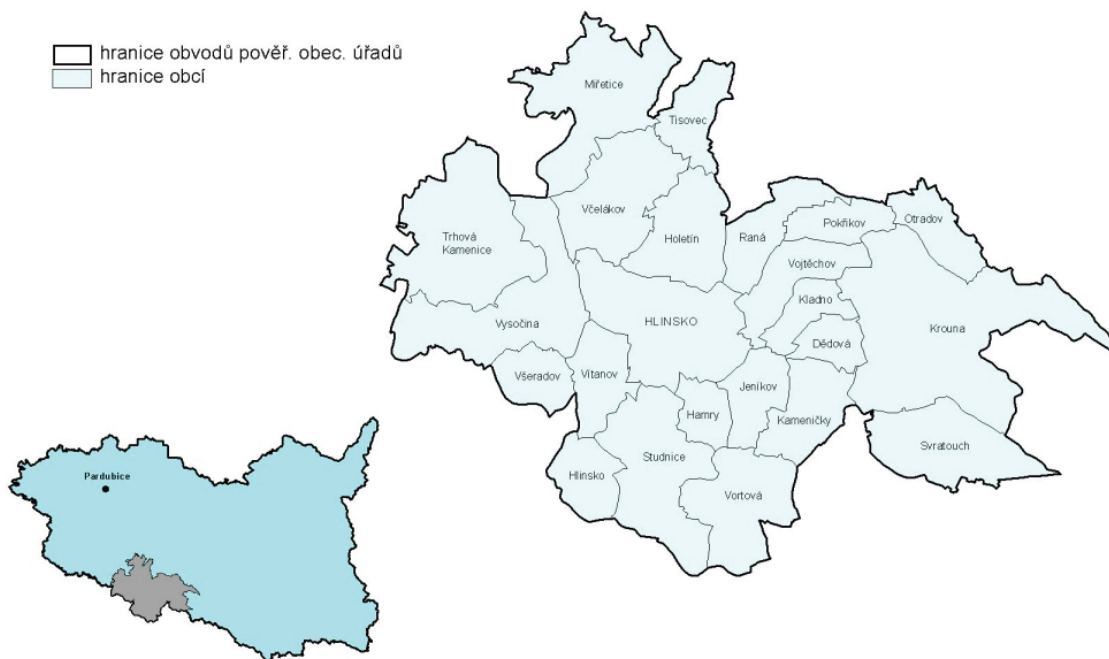 hranice obvodů pověř. obec. úřadů
hranice obcí
Miřetice
Tisovec
Včelákov
Holetín
Trhová
Kamenice
Raná
Pokřikov
Otradov
Vojtěchov
Kladno
Krouna
Vysočina
HLINSKO
Dědová
Všeradov
Vítanov
Jeníkov
Hamry
Kameničky
Svratouch
Studnice
Hlinsko
Vortová
Pardubice